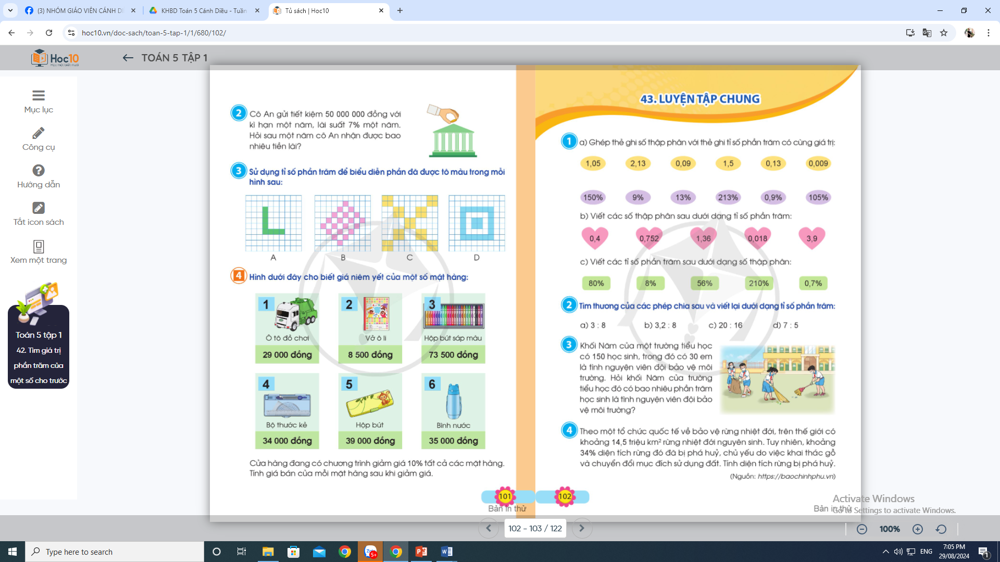 (3) NHÓM GIÁO VIÊN CÁNH DI
KHBD Toán 5 Cánh Diều - Tuần
Tủ sách | Hoc10
hoc10.vn/doc-sach/toan-5-tap-1/1/680/102/
Hoc10
Học một biết mười
TOÁN 5 TẬP 1
Mục lục
Công cụ
Hướng dẫn
Tắt icon sách
Xem một trang
Toán 5 tập 1
42. Tìm giá trị
phần trăm của
một số cho trước
2 Cô An gửi tiết kiệm 50 000 000 đồng với
kì hạn một năm, lãi suất 7% một năm.
Hỏi sau một năm cô An nhận được bao
nhiêu tiền lãi?
3 Sử dụng tỉ số phần trăm để biểu diễn phần đã được tô màu trong mỗi
hình sau:
A B C D
4 Hình dưới đây cho biết giá niêm yết của một số mặt hàng:
1 2 3
Ô tô đồ chơi Vở ô li Hộp bút sáp màu
29 000 đồng 8 500 đồng 73 500 đồng
4 5 6
Bộ thước kẻ Hộp bút Bình nước
34 000 đồng 39 000 đồng 35 000 đồng
Cửa hàng đang có chương trình giảm giá 10% tất cả các mặt hàng.
Tính giá bán của mỗi mặt hàng sau khi giảm giá.
101
Bản in thử
43. LUYỆN TẬP CHUNG
1 a) Ghép thẻ ghi số thập phân với thẻ ghi tỉ số phần trăm có cùng giá trị:
1,05 2,13 0,09 1,5 0,13 0,009
150% 9% 13% 213% 0,9% 105%
b) Viết các số thập phân sau dưới dạng tỉ số phần trăm:
0,4 0,752 1,36 0,018 3,9
c) Viết các tỉ số phần trăm sau dưới dạng số thập phân:
80% 8% 56% 210% 0,7%
2 Tìm thương của các phép chia sau và viết lại dưới dạng tỉ số phần trăm:
a) 3 : 8 b) 3,2 : 8 c) 20 : 16 d) 7 : 5
3 Khối Năm của một trường tiểu học
có 150 học sinh, trong đó có 30 em
là tình nguyện viên đội bảo vệ môi
trường. Hỏi khối Năm của trường
tiểu học đó có bao nhiêu phần trăm
học sinh là tình nguyện viên đội bảo
vệ môi trường?
4 Theo một tổ chức quốc tế về bảo vệ rừng nhiệt đới, trên thế giới có
khoảng 14,5 triệu km² rừng nhiệt đới nguyên sinh. Tuy nhiên, khoảng
34% diện tích rừng đó đã bị phá huỷ, chủ yếu do việc khai thác gỗ
và chuyển đổi mục đích sử dụng đất. Tính diện tích rừng bị phá huỷ.
(Nguồn: https://baochinhphu.vn)
102
Bản in thử
Activate Windows
Go to Settings to activate Windows.
102 - 103 / 122
100%
Type here to search
Zalo
5+
ENG
7:05 PM
29/08/2024
1